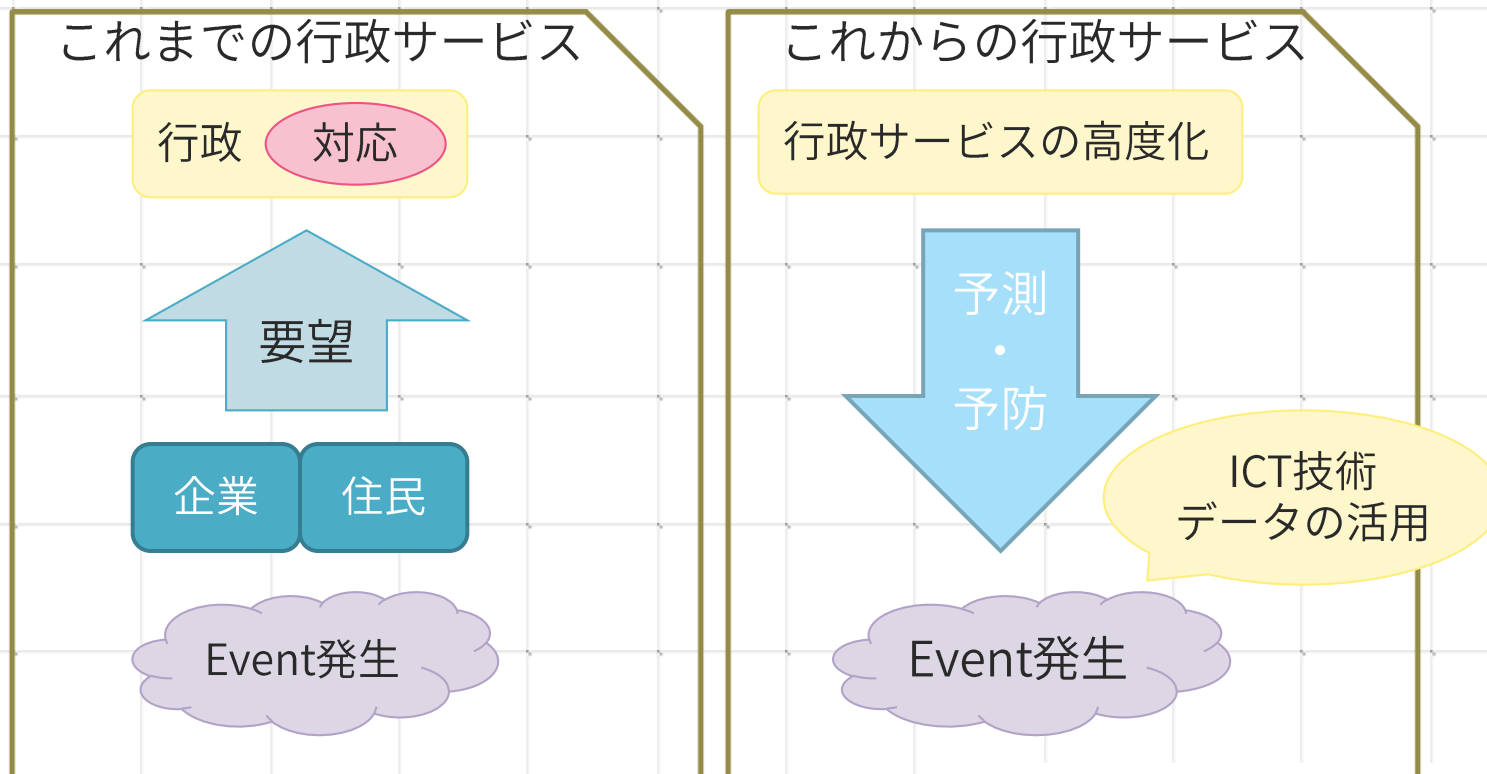 これまでの行政サービス
行政
対応
要望
企業
住民
Event発生
これからの行政サービス
行政サービスの高度化
予測
・
予防
ICT技術
データの活用
Event発生